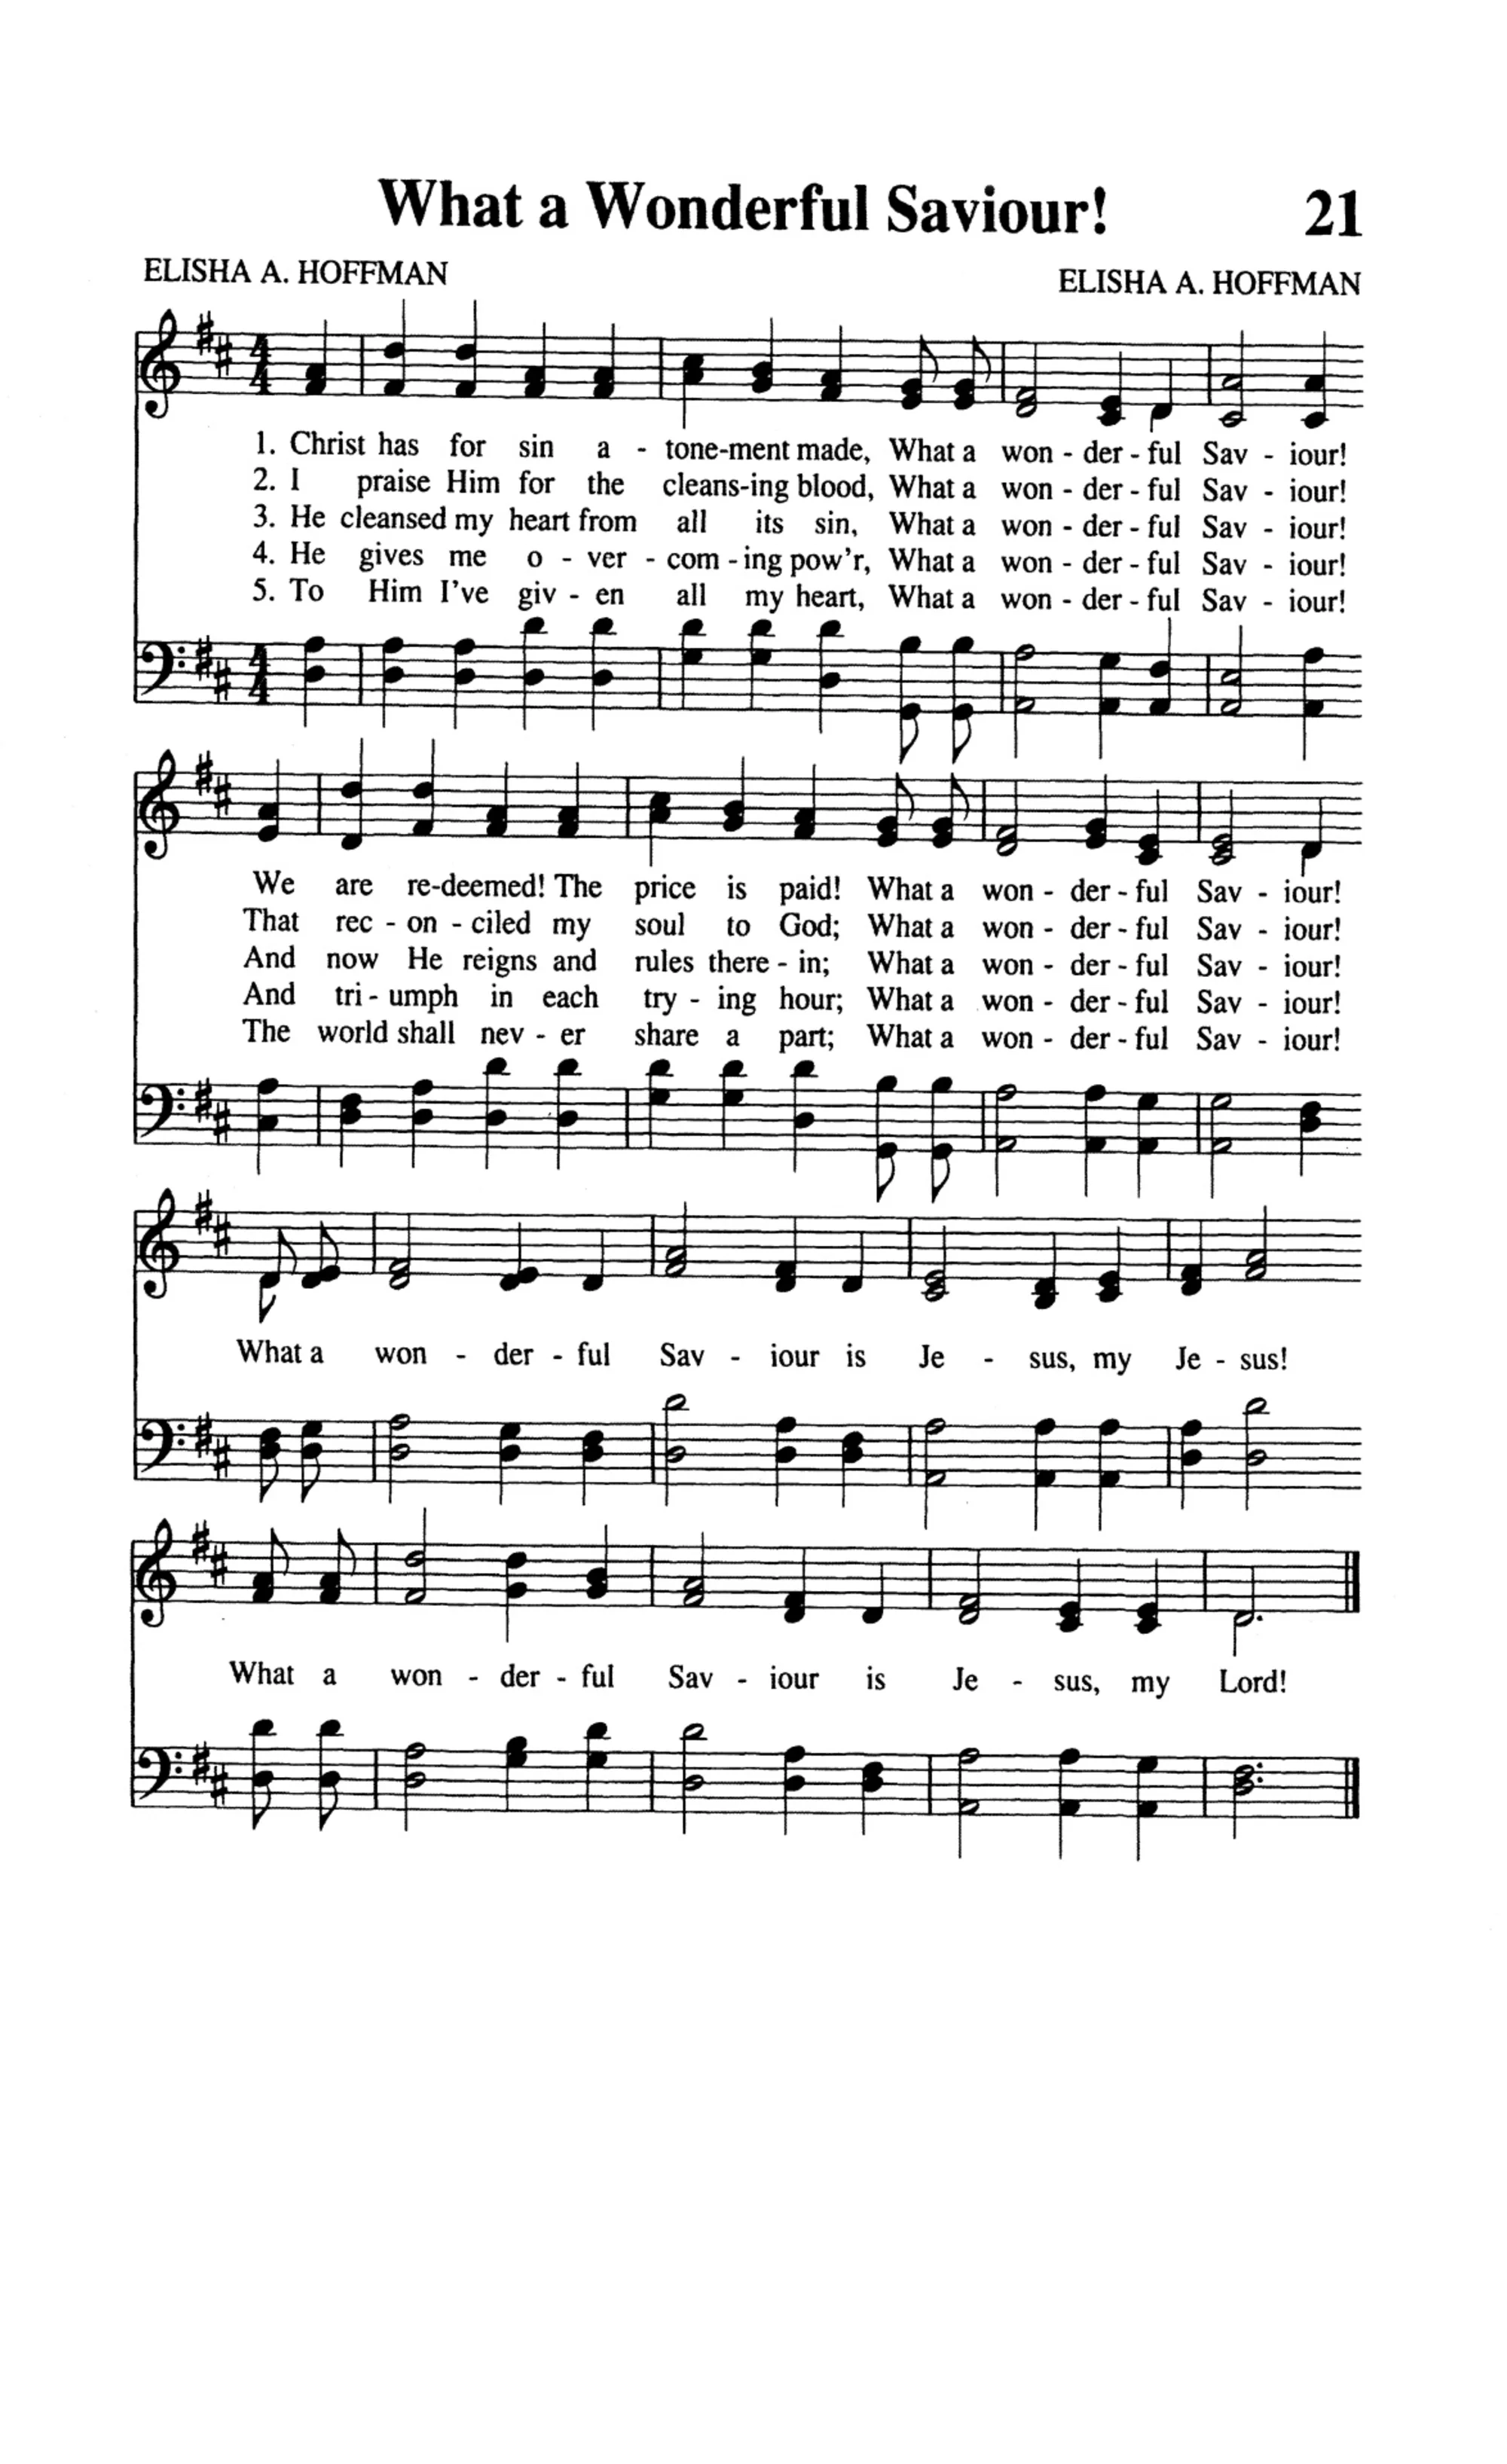 What a Wonderful Saviour! 21
ELISHA A. HOFFMAN ELISHA A. HOFFMAN
1. Christ has for sin a - tone-ment made, What a won - der - ful Sav - iour!
2. I praise Him for the cleans-ing blood, What a won - der - ful Sav - iour!
3. He cleansed my heart from all its sin, What a won - der - ful Sav - iour!
4. He gives me o - ver - com - ing pow'r, What a won - der - ful Sav - iour!
5. To Him I've giv - en all my heart, What a won - der - ful Sav - iour!
We are re-deemed! The price is paid! What a won - der - ful Sav - iour!
That rec - on - ciled my soul to God; What a won - der - ful Sav - iour!
And now He reigns and rules there - in; What a won - der - ful Sav - iour!
And tri - umph in each try - ing hour; What a won - der - ful Sav - iour!
The world shall nev - er share a part; What a won - der - ful Sav - iour!
What a won - der - ful Sav - iour is Je - sus, my Je - sus!
What a won - der - ful Sav - iour is Je - sus, my Lord!